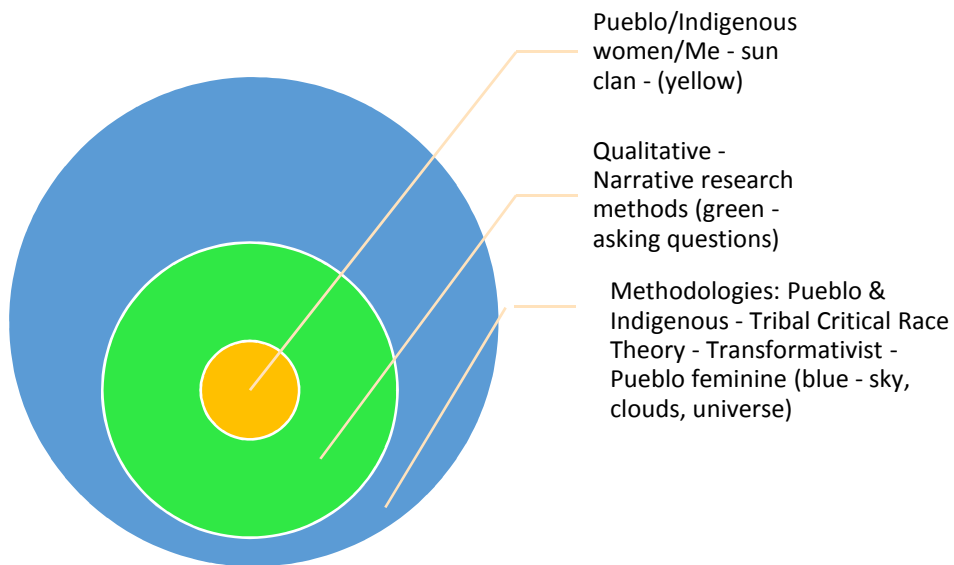 Pueblo/Indigenous
women/Me - sun
clan - (yellow)
Qualitative -
Narrative research
methods (green -
asking questions)
Methodologies: Pueblo &
Indigenous - Tribal Critical Race
Theory - Transformativist -
Pueblo feminine (blue - sky,
clouds, universe)